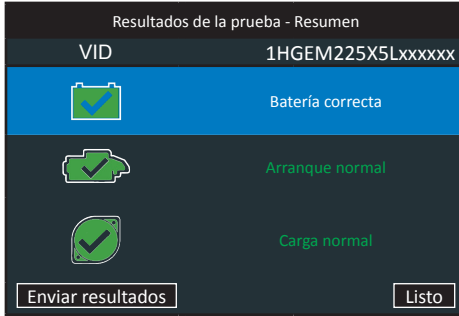 Resultados de la prueba - Resumen
VID 1HGEM225X5Lxxxxxx
Batería correcta
Arranque normal
Carga normal
Enviar resultados Listo